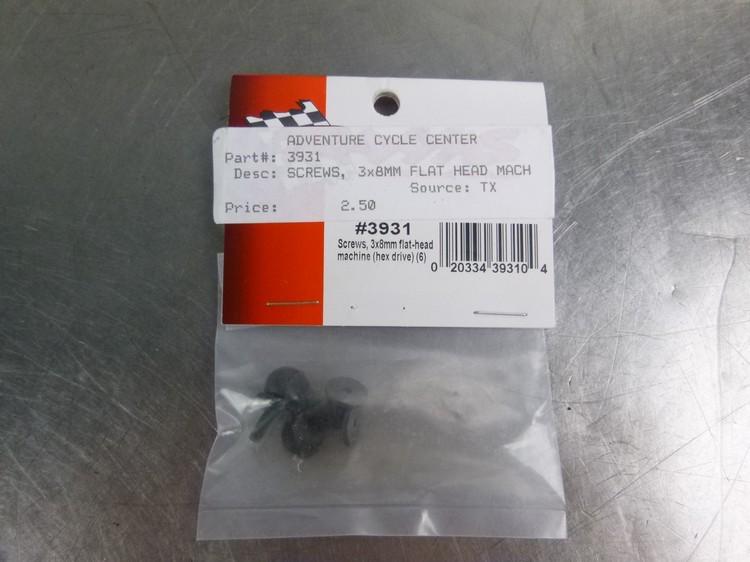 ADVENTURE CYCLE CENTER
Part#: 3931
Desc: SCREWS, 3x8MM FLAT HEAD MACH
Source: TX
Price: 2.50
#3931
Screws, 3x8mm flat-head
machine (hex drive) (6)
0 20334 39310 4